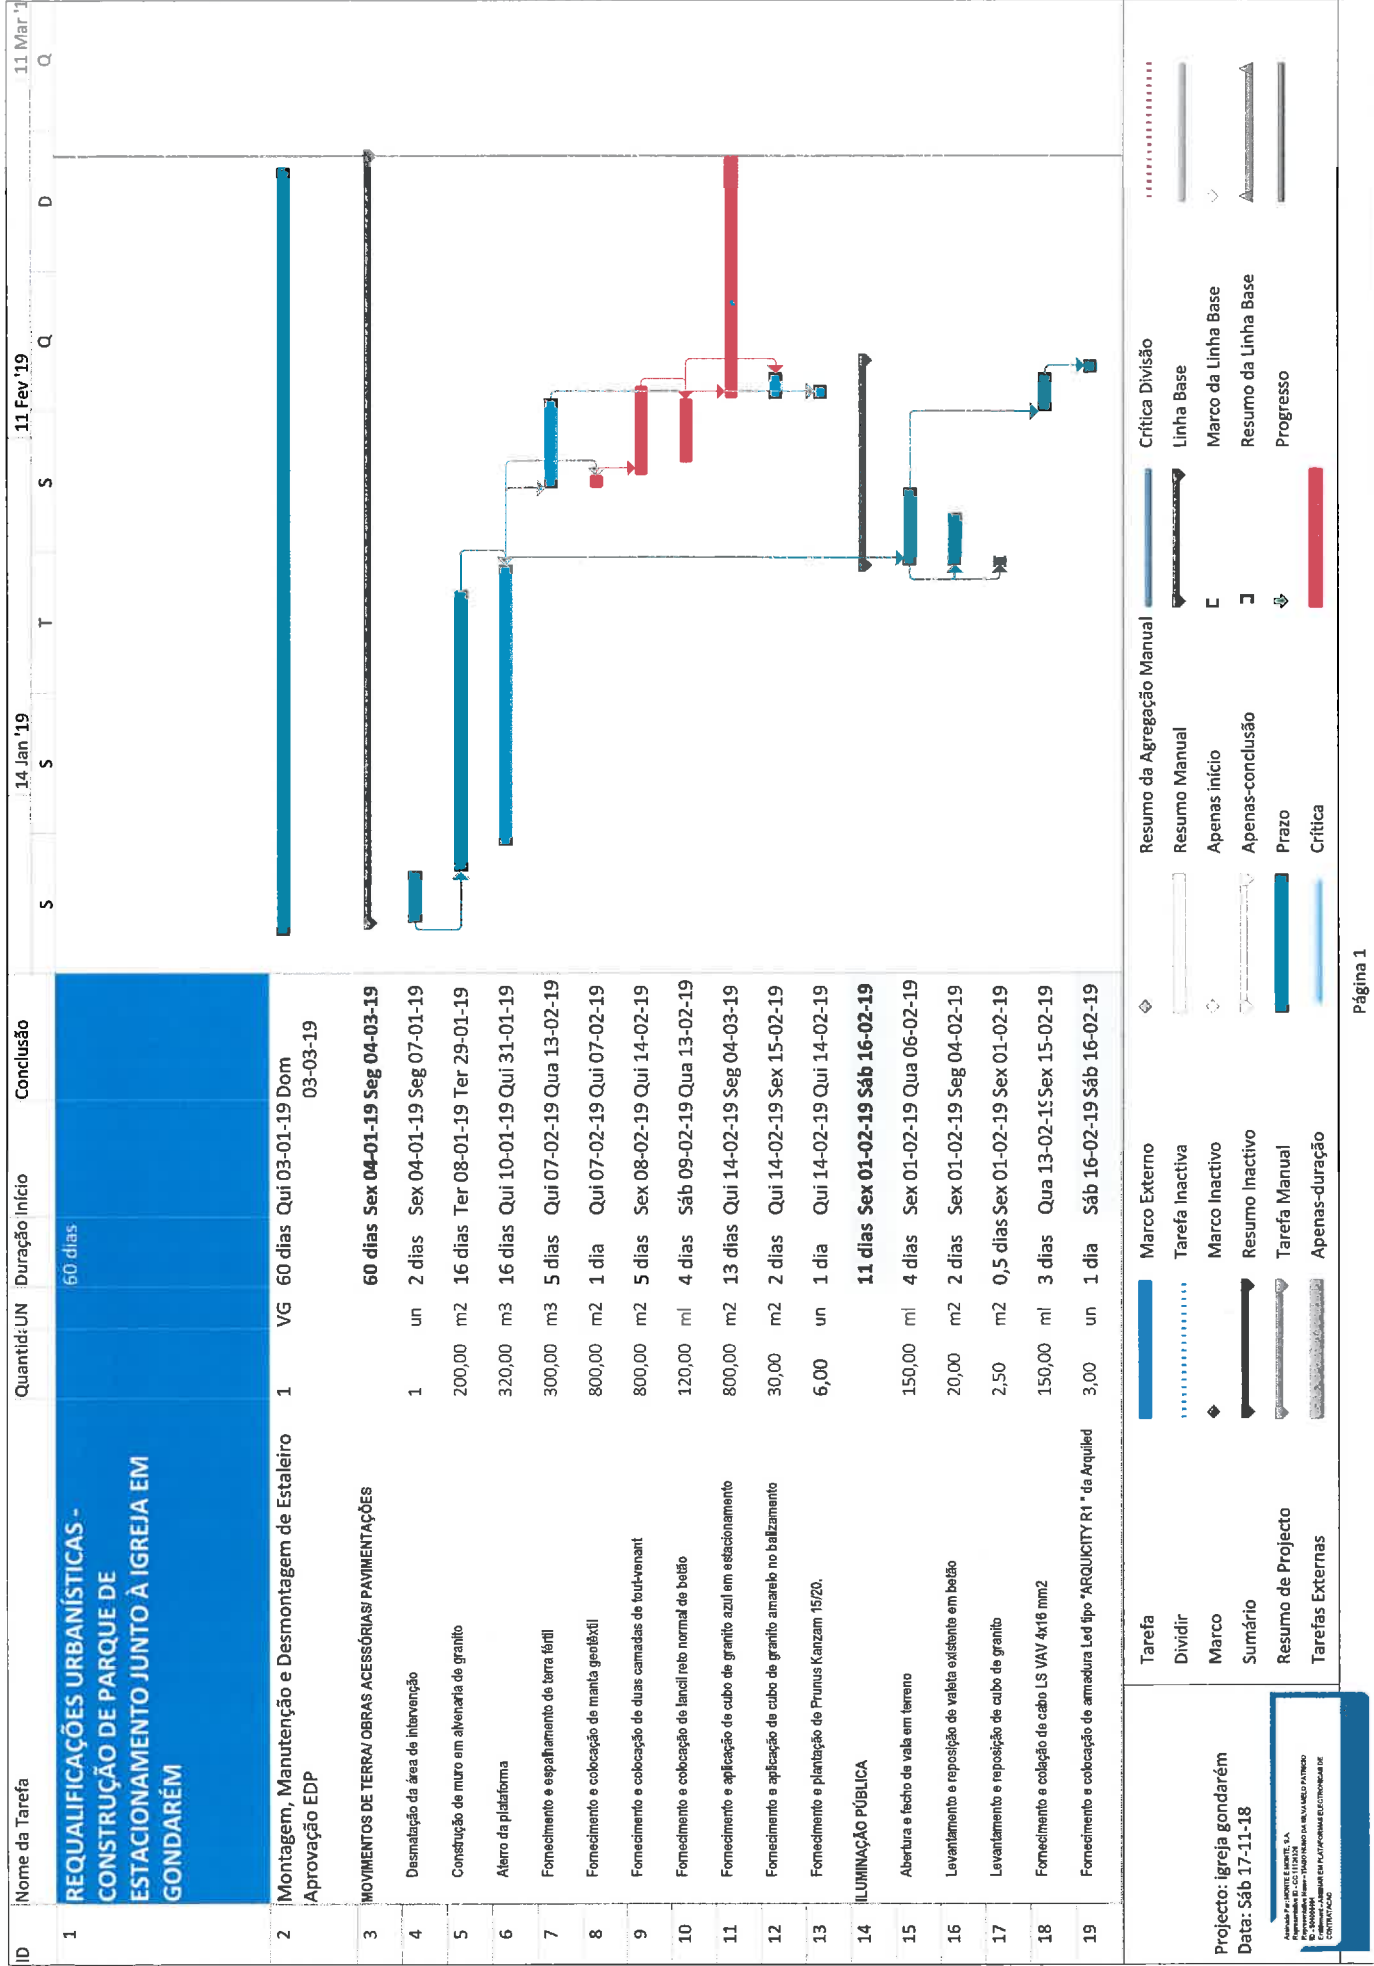 ID Nome da Tarefa Quantid: UN Duração Início Conclusão 14 Jan '19 11 Fev '19 11 Mar '1
S S T S Q D Q
1 REQUALIFICAÇÕES URBANÍSTICAS - 60 dias
CONSTRUÇÃO DE PARQUE DE
ESTACIONAMENTO JUNTO À IGREJA EM
GONDARÉM
2 Montagem, Manutenção e Desmontagem de Estaleiro 1 VG 60 dias Qui 03-01-19 Dom
Aprovação EDP 03-03-19
3 MOVIMENTOS DE TERRA/ OBRAS ACESSÓRIAS/ PAVIMENTAÇÕES 60 dias Sex 04-01-19 Seg 04-03-19
4 Desmatação da área de intervenção 1 un 2 dias Sex 04-01-19 Seg 07-01-19
5 Construção de muro em alvenaria de granito 200,00 m2 16 dias Ter 08-01-19 Ter 29-01-19
6 Aterro da plataforma 320,00 m3 16 dias Qui 10-01-19 Qui 31-01-19
7 Fornecimento e espalhamento de terra fértil 300,00 m3 5 dias Qui 07-02-19 Qua 13-02-19
8 Fornecimento e colocação de manta geotêxtil 800,00 m2 1 dia Qui 07-02-19 Qui 07-02-19
9 Fornecimento e colocação de duas camadas de tout-venant 800,00 m2 5 dias Sex 08-02-19 Qui 14-02-19
10 Fornecimento e colocação de lancil reto normal de betão 120,00 ml 4 dias Sáb 09-02-19 Qua 13-02-19
11 Fornecimento e aplicação de cubo de granito azul em estacionamento 800,00 m2 13 dias Qui 14-02-19 Seg 04-03-19
12 Fornecimento e aplicação de cubo de granito amarelo no balizamento 30,00 m2 2 dias Qui 14-02-19 Sex 15-02-19
13 Fornecimento e plantação de Prunus Kanzam 15/20. 6,00 un 1 dia Qui 14-02-19 Qui 14-02-19
14 ILUMINAÇÃO PÚBLICA 11 dias Sex 01-02-19 Sáb 16-02-19
15 Abertura e fecho de vala em terreno 150,00 ml 4 dias Sex 01-02-19 Qua 06-02-19
16 Levantamento e reposição de valeta existente em betão 20,00 m2 2 dias Sex 01-02-19 Seg 04-02-19
17 Levantamento e reposição de cubo de granito 2,50 m2 0,5 dias Sex 01-02-19 Sex 01-02-19
18 Fornecimento e colação de cabo LS VAV 4x16 mm2 150,00 ml 3 dias Qua 13-02-19 Sex 15-02-19
19 Fornecimento e colocação de armadura Led tipo "ARQUICITY R1 " da Arquiled 3,00 un 1 dia Sáb 16-02-19 Sáb 16-02-19
Projecto: igreja gondarém
Data: Sáb 17-11-18
Tarefa Marco Externo Resumo da Agregação Manual Crítica Divisão
Dividir Tarefa Inactiva Resumo Manual Linha Base
Marco Marco Inactivo Apenas início Marco da Linha Base
Sumário Resumo Inactivo Apenas-conclusão Resumo da Linha Base
Resumo de Projecto Tarefa Manual Prazo Progresso
Tarefas Externas Apenas-duração Crítica
Assinado Por: MONTE E MONTE, S.A.
CONTRATACAO
Página 1